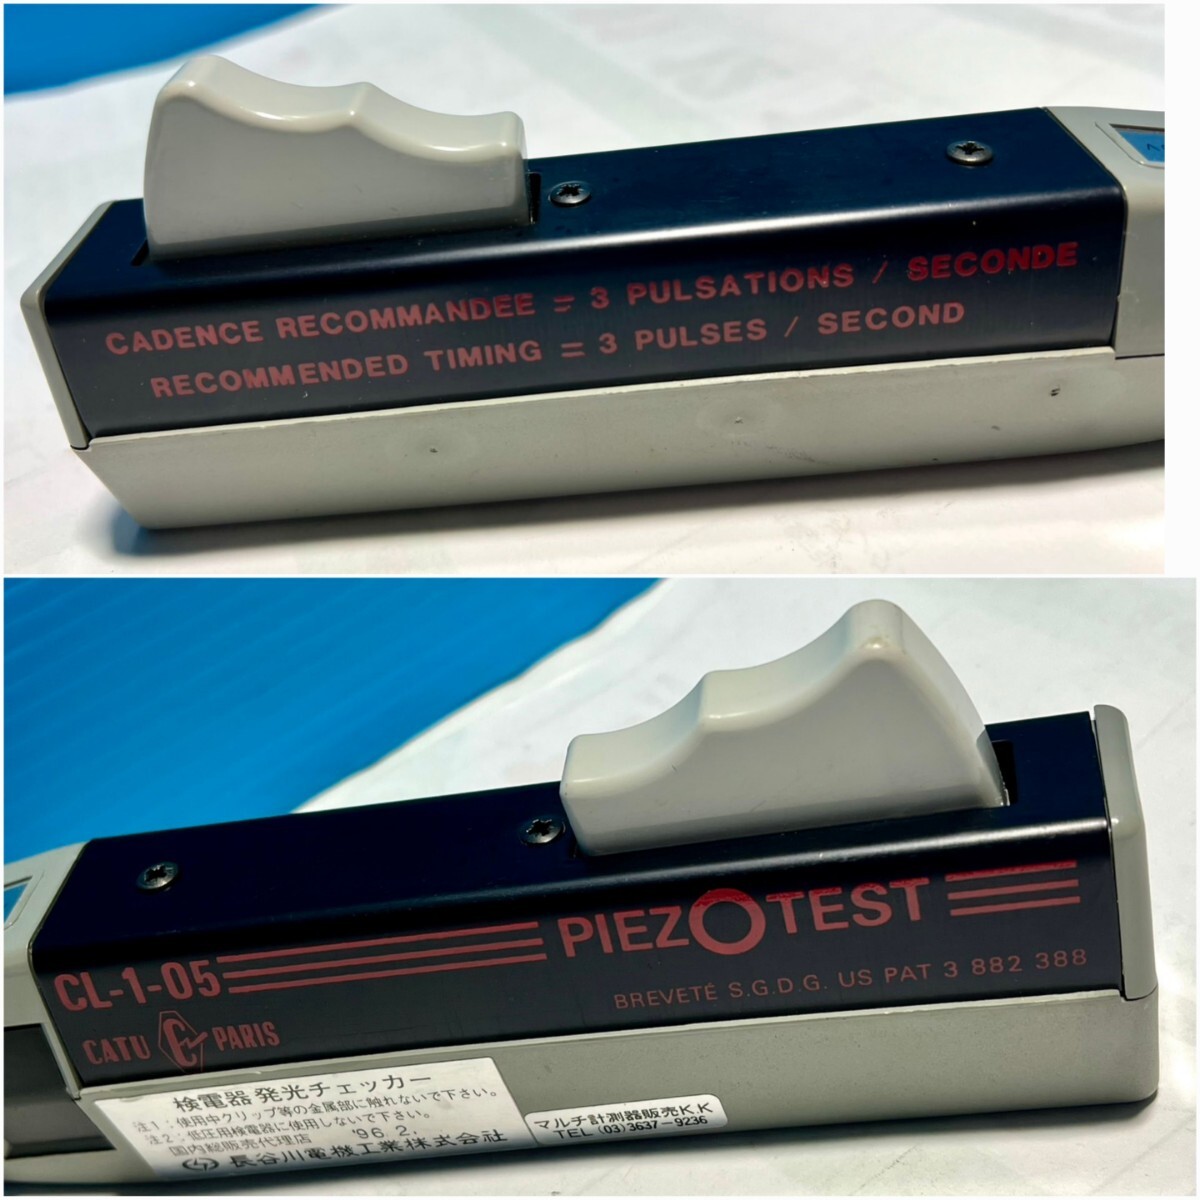 CADENCE RECOMMANDEE = 3 PULSATIONS / SECONDE
RECOMMENDED TIMING = 3 PULSES / SECOND
PIEZOTEST
CL-1-05
BREVETÉ S.G.D.G. US PAT 3 882 388
CATU C PARIS
検電器発光チェッカー
注1：使用中クリップ等の金属部に触れないで下さい。
注2：低圧用検電器に使用しないで下さい。
国内総販売代理店 '96.2.
長谷川電機工業株式会社
マルチ計測器販売K.K
TEL (03)3637-9236